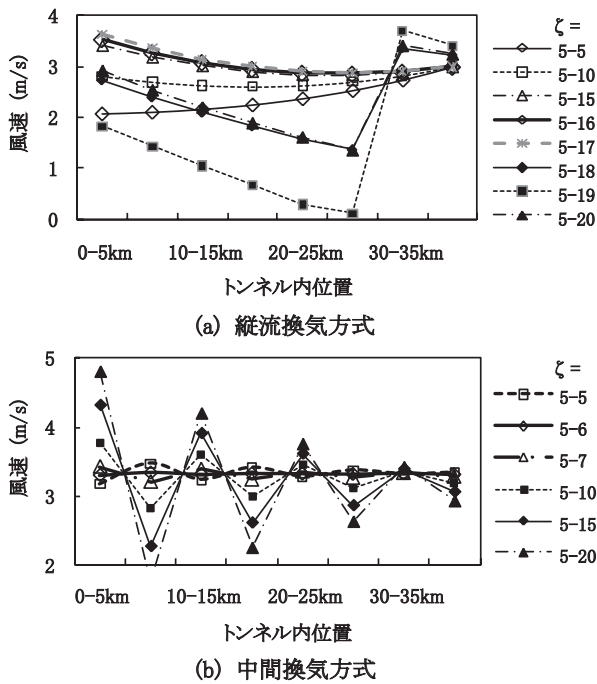 4
3
2
1
0
風速 (m/s)
0-5km
10-15km
20-25km
30-35km
トンネル内位置
ζ =
5-5
5-10
5-15
5-16
5-17
5-18
5-19
5-20
(a) 縦流換気方式
5
4
3
2
風速 (m/s)
0-5km
10-15km
20-25km
30-35km
トンネル内位置
ζ =
5-5
5-6
5-7
5-10
5-15
5-20
(b) 中間換気方式